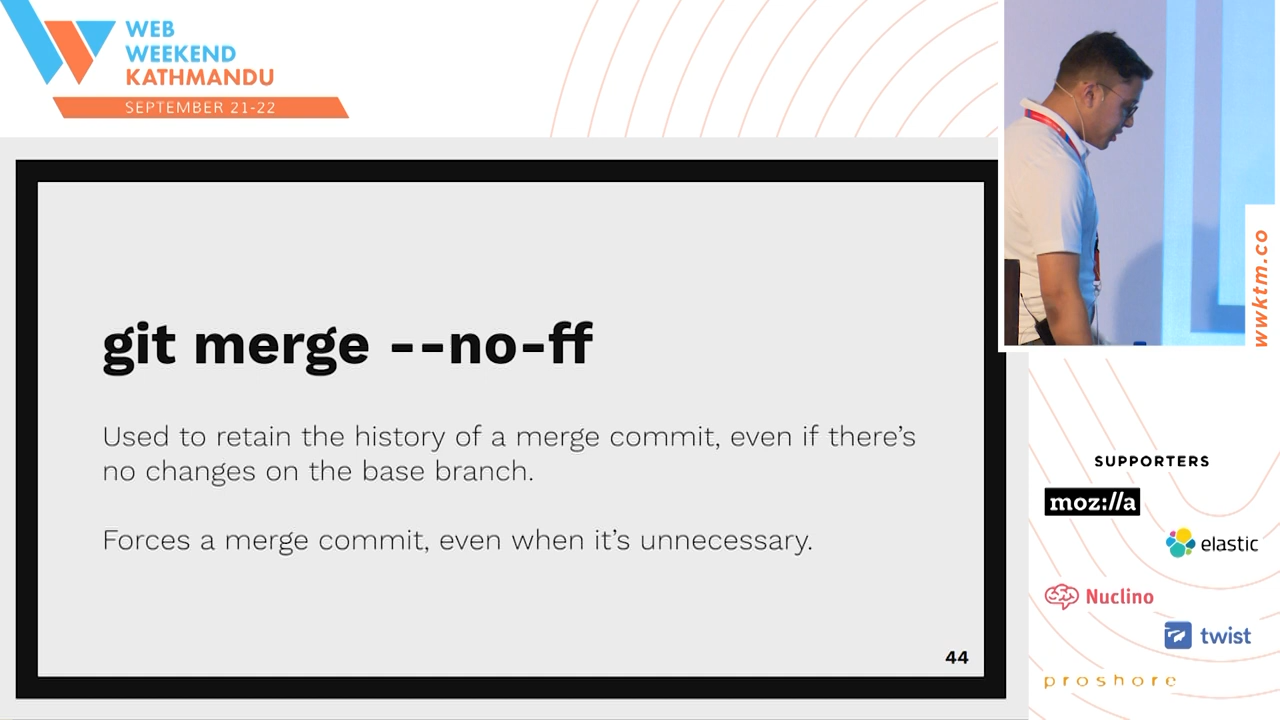 WEB
WEEKEND
KATHMANDU
SEPTEMBER 21-22
git merge --no-ff
Used to retain the history of a merge commit, even if there's
no changes on the base branch.
Forces a merge commit, even when it's unnecessary.
44
wwktm.co
SUPPORTERS
moz://a
elastic
Nuclino
twist
proshore